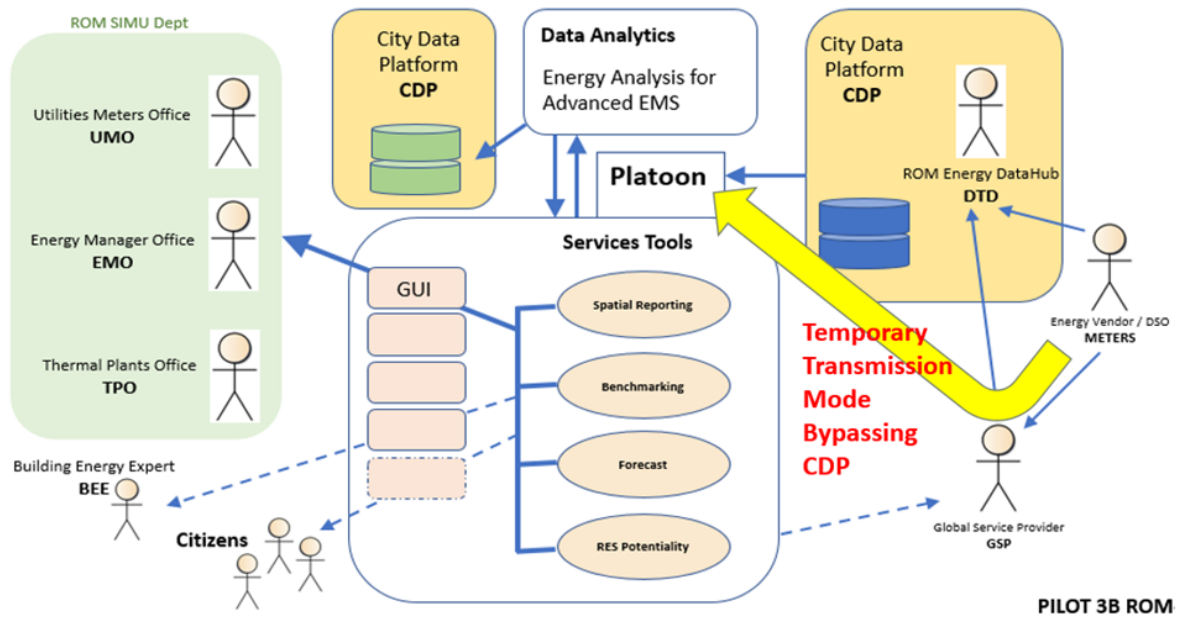 ROM SIMU Dept
Utilities Meters Office
UMO
Energy Manager Office
EMO
Thermal Plants Office
TPO
Building Energy Expert
BEE
Citizens
City Data
Platform
CDP
Data Analytics
Energy Analysis for
Advanced EMS
Platoon
Services Tools
GUI
Spatial Reporting
Benchmarking
Forecast
RES Potentiality
City Data
Platform
CDP
ROM Energy DataHub
DTD
Energy Vendor / DSO
METERS
Temporary
Transmission
Mode
Bypassing
CDP
Global Service Provider
GSP
PILOT 3B ROM